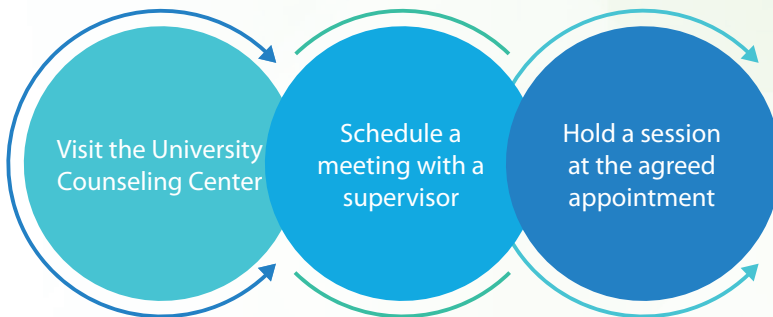 Visit the University
Counseling Center
Schedule a
meeting with a
supervisor
Hold a session
at the agreed
appointment